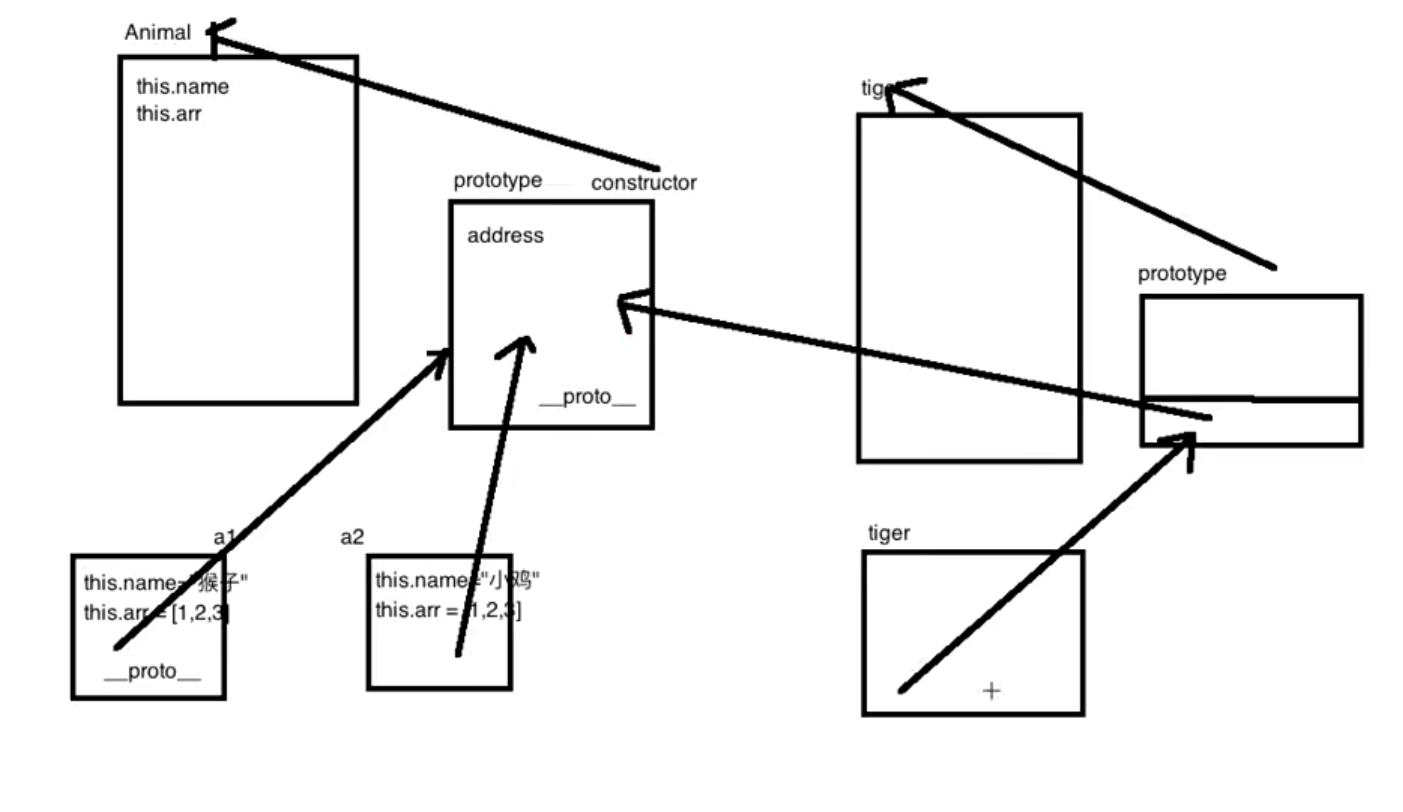 Animal
this.name
this.arr
prototype
constructor
address
__proto__
a1
this.name="猴子"
this.arr = [1,2,3]
__proto__
a2
this.name="小鸡"
this.arr = [1,2,3]
prototype
tiger